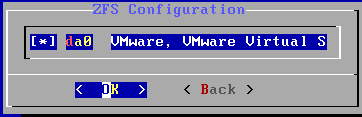 ZFS Configuration
[*] da0 VMware, VMware Virtual S
< OK > < Back >